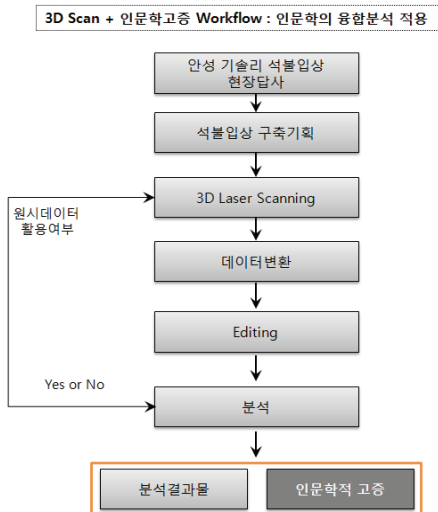 3D Scan + 인문학고증 Workflow : 인문학의 융합분석 적용
안성 기솔리 석불입상
현장답사
석불입상 구축기획
3D Laser Scanning
원시데이터
활용여부
데이터변환
Editing
Yes or No
분석
분석결과물
인문학적 고증